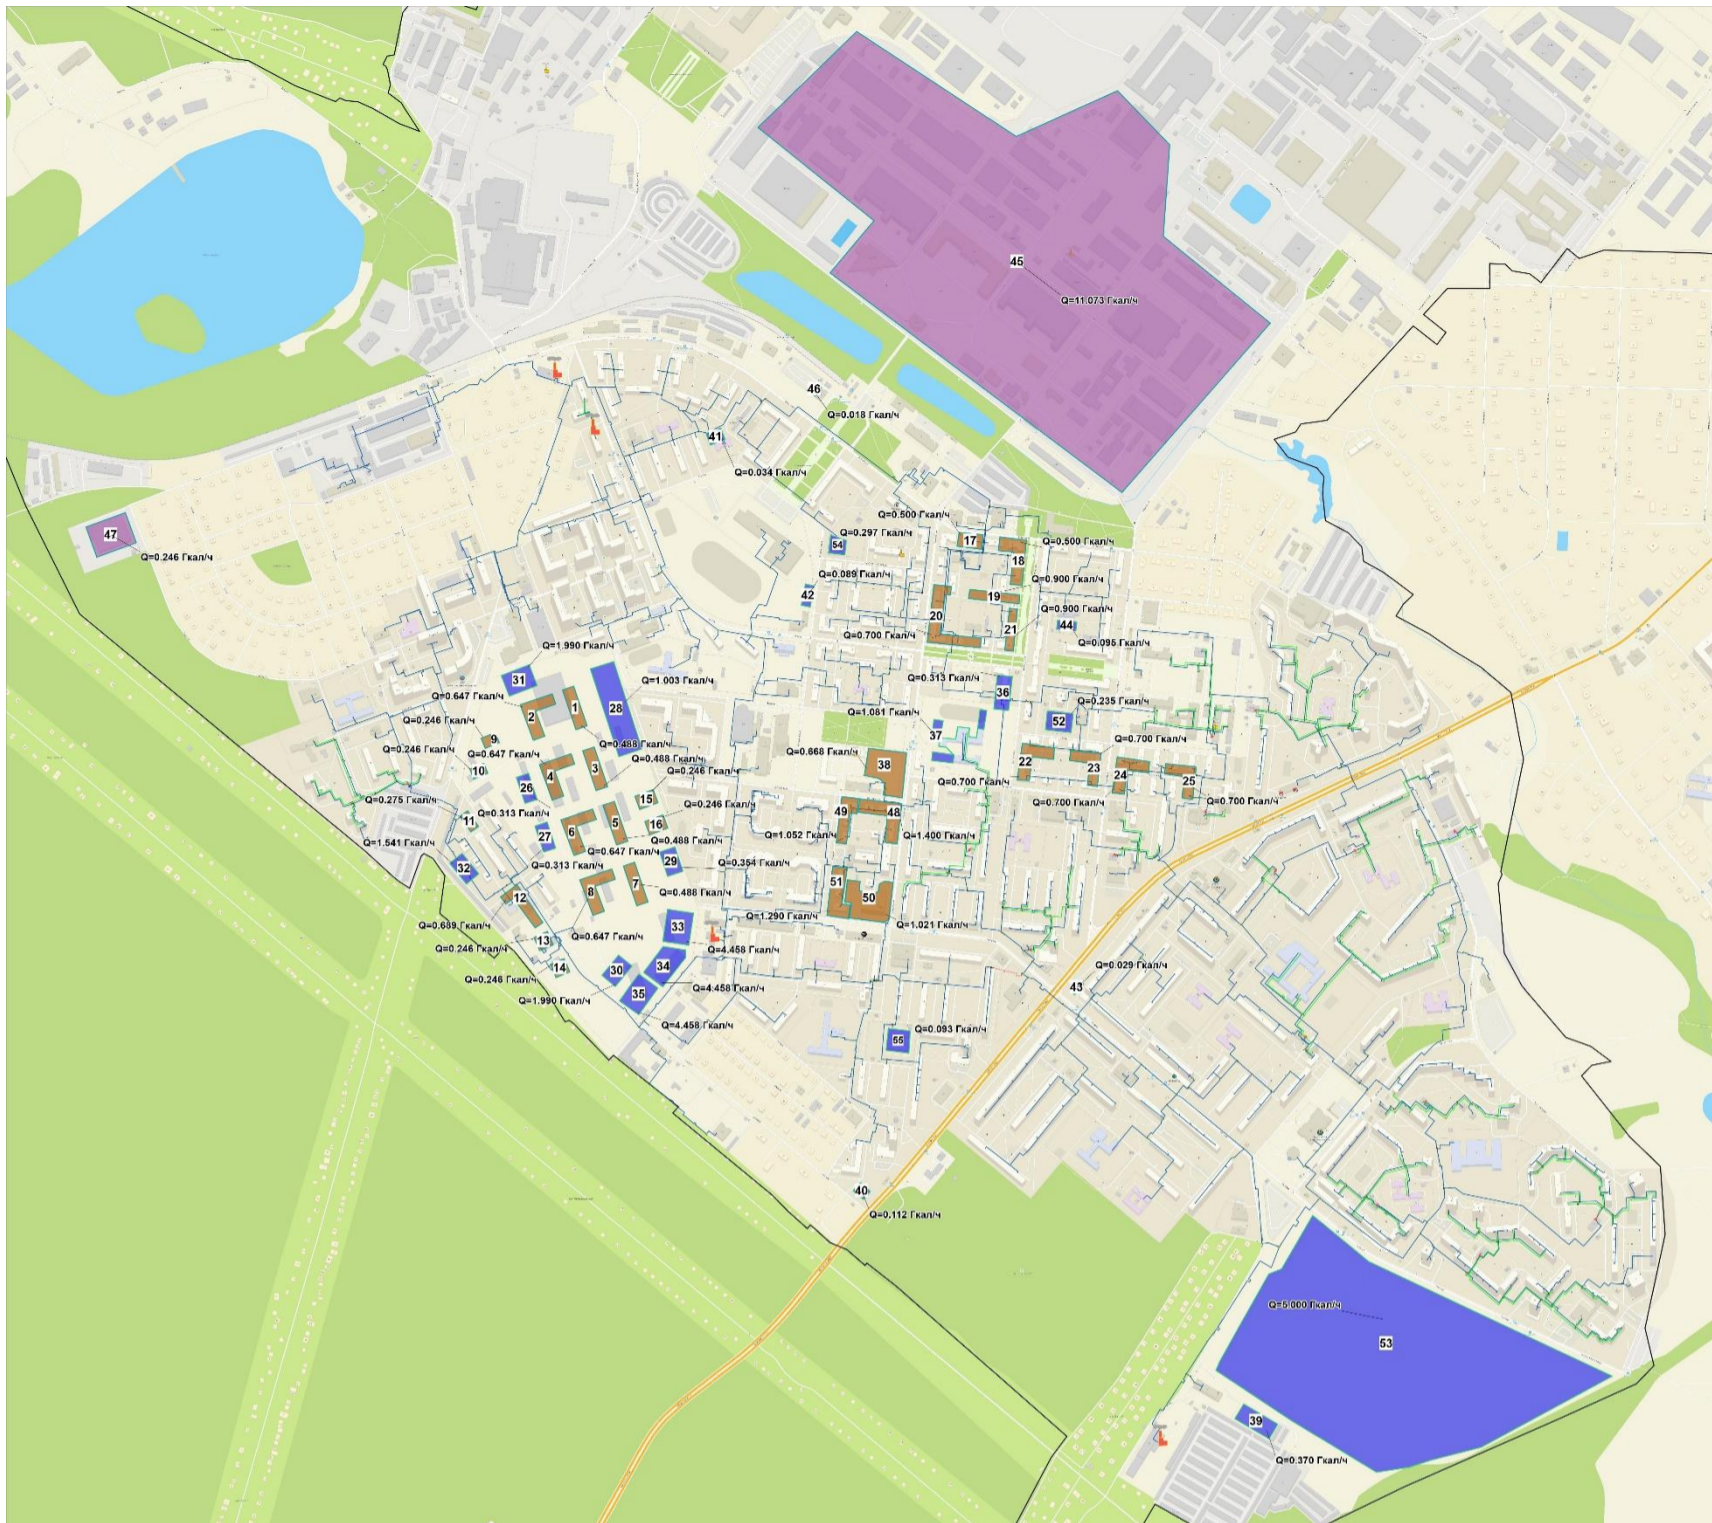 45
Q=11.073 Гкал/ч
46
Q=0.018 Гкал/ч
41
Q=0.034 Гкал/ч
47
Q=0.246 Гкал/ч
Q=0.500 Гкал/ч
17
Q=0.500 Гкал/ч
Q=0.297 Гкал/ч
54
18
Q=0.089 Гкал/ч
42
Q=0.900 Гкал/ч
19
Q=0.900 Гкал/ч
20
21
44
Q=0.700 Гкал/ч
Q=0.095 Гкал/ч
Q=1.990 Гкал/ч
31
Q=1.003 Гкал/ч
Q=0.313 Гкал/ч
36
Q=0.647 Гкал/ч
2
1
28
Q=1.081 Гкал/ч
Q=0.235 Гкал/ч
52
Q=0.246 Гкал/ч
9
37
Q=0.246 Гкал/ч
Q=0.647 Гкал/ч
Q=0.488 Гкал/ч
Q=0.488 Гкал/ч
Q=0.668 Гкал/ч
38
Q=0.700 Гкал/ч
10
4
3
Q=0.246 Гкал/ч
22
23
24
25
Q=0.700 Гкал/ч
26
Q=0.275 Гкал/ч
15
Q=0.246 Гкал/ч
Q=0.700 Гкал/ч
Q=0.700 Гкал/ч
11
Q=0.313 Гкал/ч
5
16
49
48
6
27
Q=1.541 Гкал/ч
Q=0.488 Гкал/ч
Q=1.052 Гкал/ч
Q=1.400 Гкал/ч
Q=0.647 Гкал/ч
29
Q=0.354 Гкал/ч
32
Q=0.313 Гкал/ч
7
8
Q=0.488 Гкал/ч
51
50
12
Q=1.290 Гкал/ч
Q=0.689 Гкал/ч
33
Q=1.021 Гкал/ч
Q=0.647 Гкал/ч
13
Q=0.246 Гкал/ч
Q=4.458 Гкал/ч
14
30
34
Q=0.029 Гкал/ч
Q=0.246 Гкал/ч
Q=4.458 Гкал/ч
43
35
Q=1.990 Гкал/ч
Q=4.458 Гкал/ч
Q=0.093 Гкал/ч
55
40
Q=0.112 Гкал/ч
Q=5.000 Гкал/ч
53
39
Q=0.370 Гкал/ч